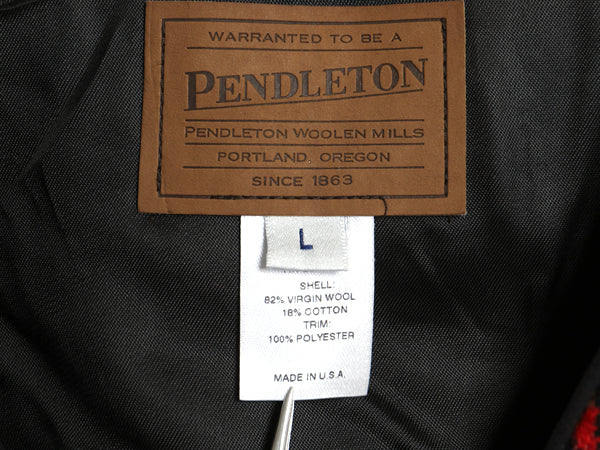 WARRANTED TO BE A
PENDLETON
PENDLETON WOOLEN MILLS
PORTLAND, OREGON
SINCE 1863
L
SHELL:
82% VIRGIN WOOL
18% COTTON
TRIM:
100% POLYESTER
MADE IN U.S.A.